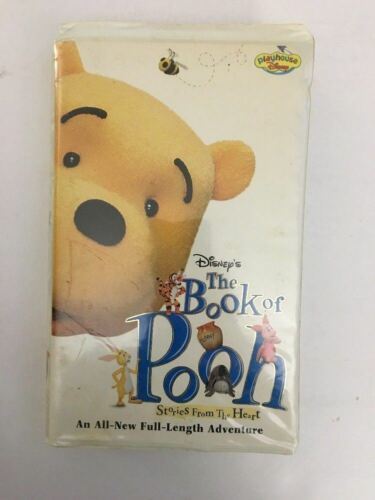 Playhouse
Disney
Disney's
The
Book of
Pooh
Stories From The Heart
An All-New Full-Length Adventure